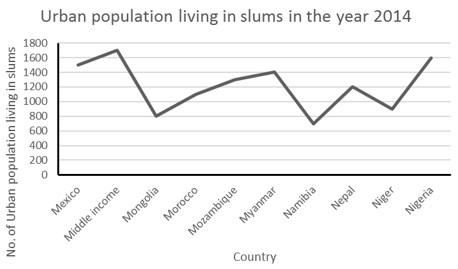 Urban population living in slums in the year 2014
No. of Urban population living in slums
1800
1600
1400
1200
1000
800
600
400
200
0
Mexico
Middle income
Mongolia
Morocco
Mozambique
Myanmar
Namibia
Nepal
Niger
Nigeria
Country